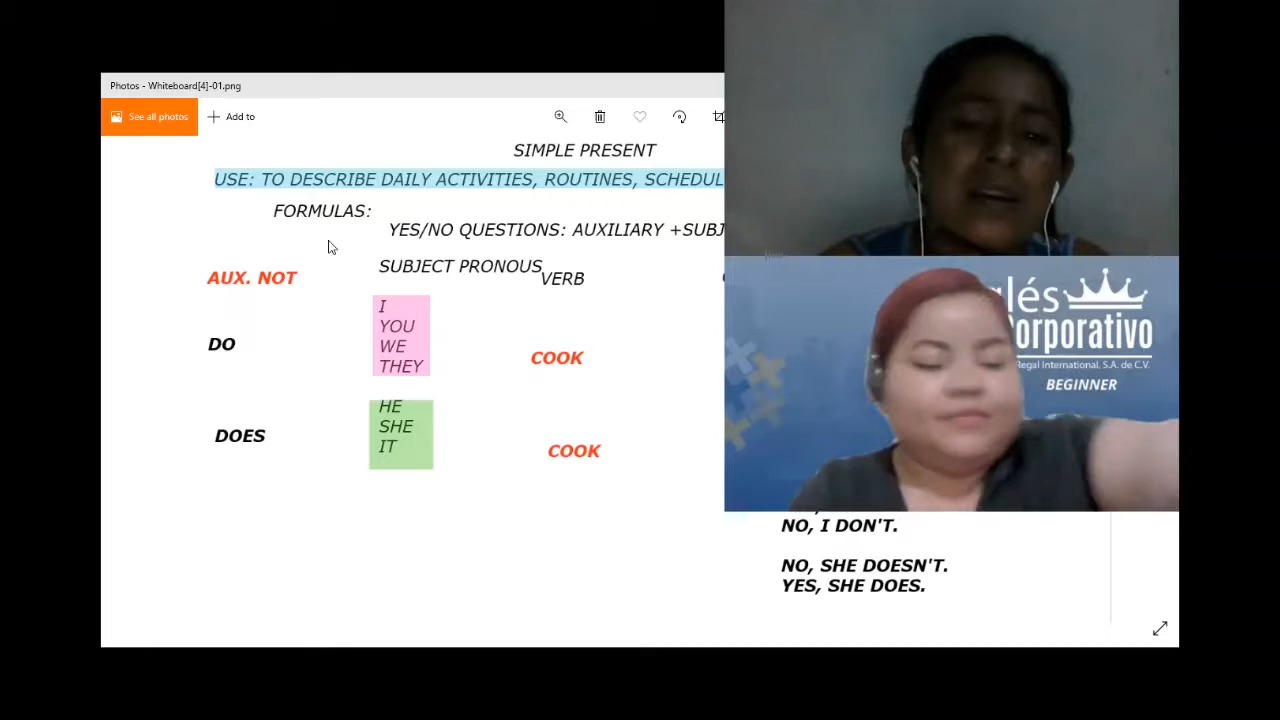 Photos - Whiteboard[4]-01.png
See all photos
Add to
SIMPLE PRESENT
USE: TO DESCRIBE DAILY ACTIVITIES, ROUTINES, SCHEDUL
FORMULAS:
YES/NO QUESTIONS: AUXILIARY +SUBJ
SUBJECT PRONOUS
AUX. NOT
VERB
I
YOU
WE
THEY
DO
COOK
HE
SHE
IT
DOES
COOK
glés
orporativo
Regal International, S.A. de C.V.
BEGINNER
NO, I DON'T.
NO, SHE DOESN'T.
YES, SHE DOES.